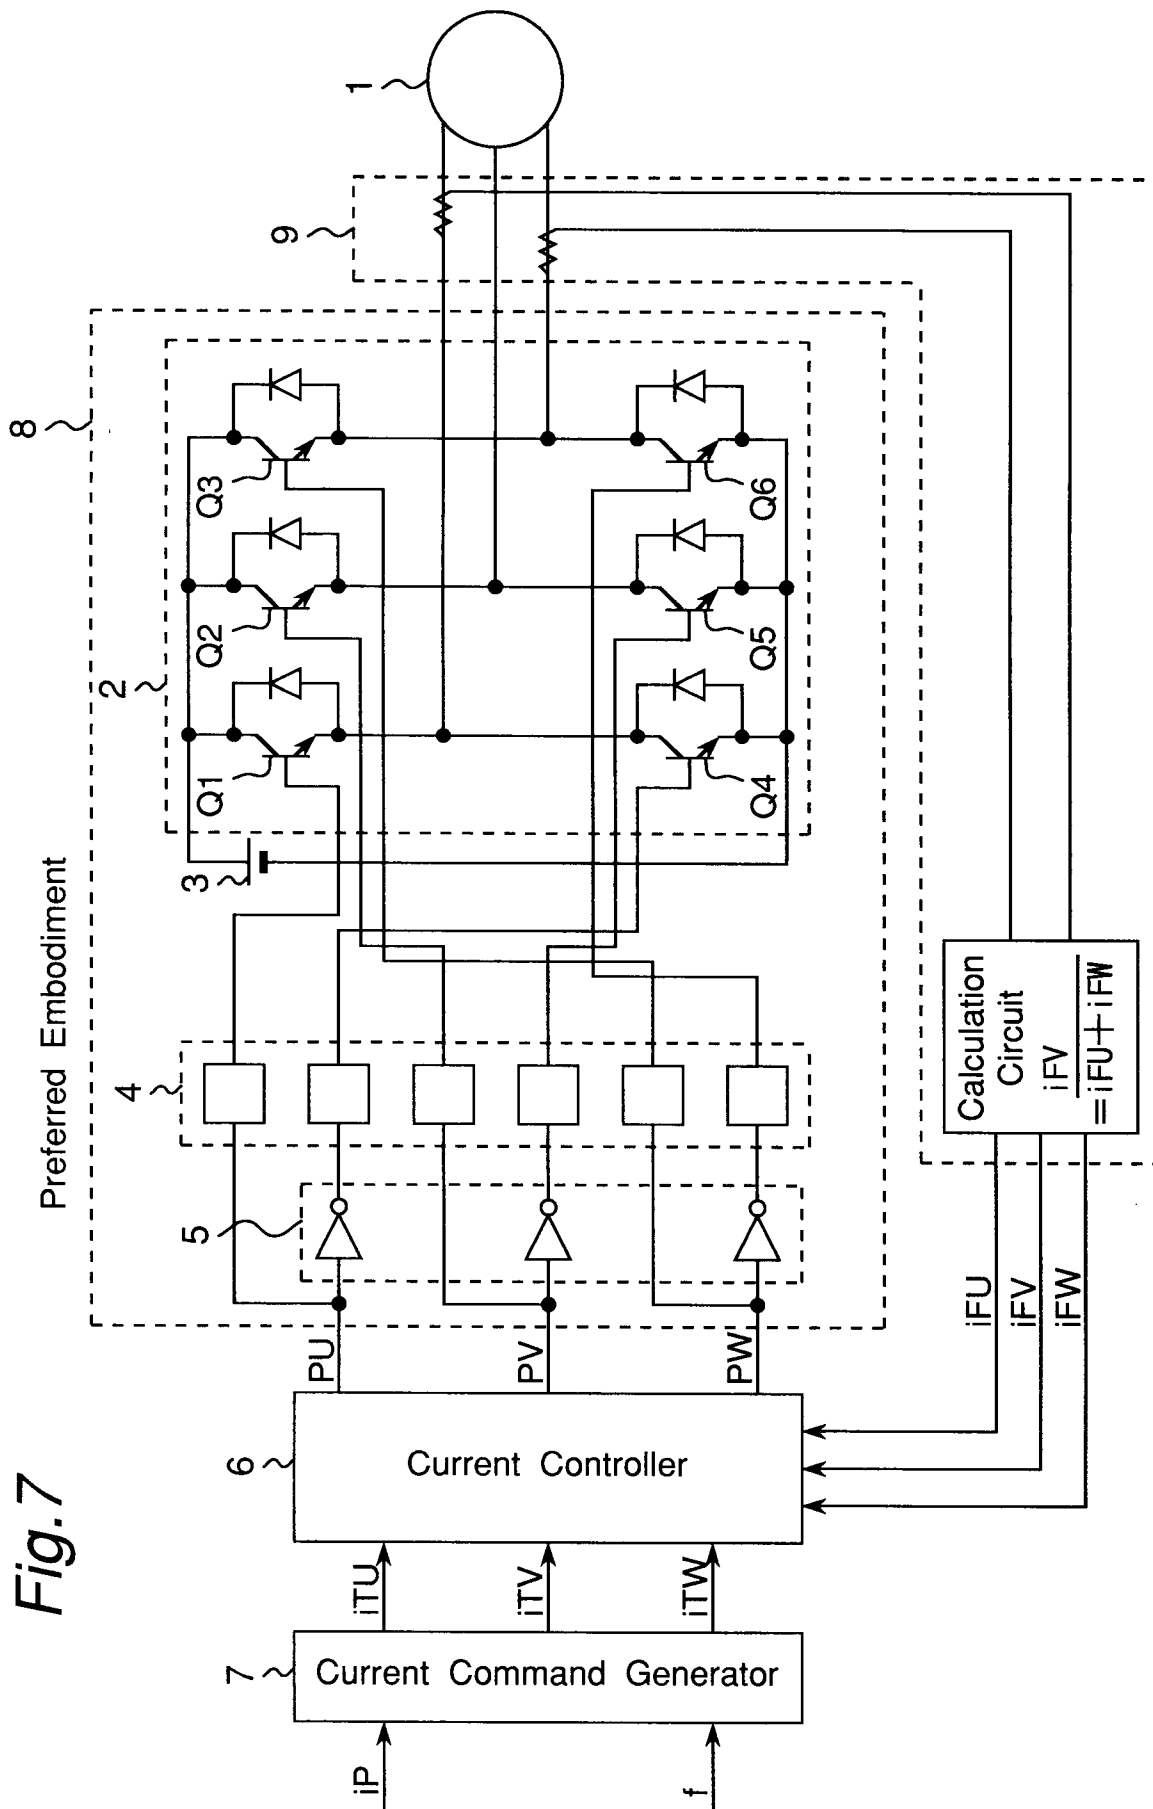 Fig.7
Preferred Embodiment
8
2
3
Q1
Q2
Q3
Q4
Q5
Q6
1
9
4
5
PU
PV
PW
6
Current Controller
iTU
iTV
iTW
7
Current Command Generator
iP
f
Calculation
Circuit
iFV
=iFU+iFW
iFU
iFV
iFW